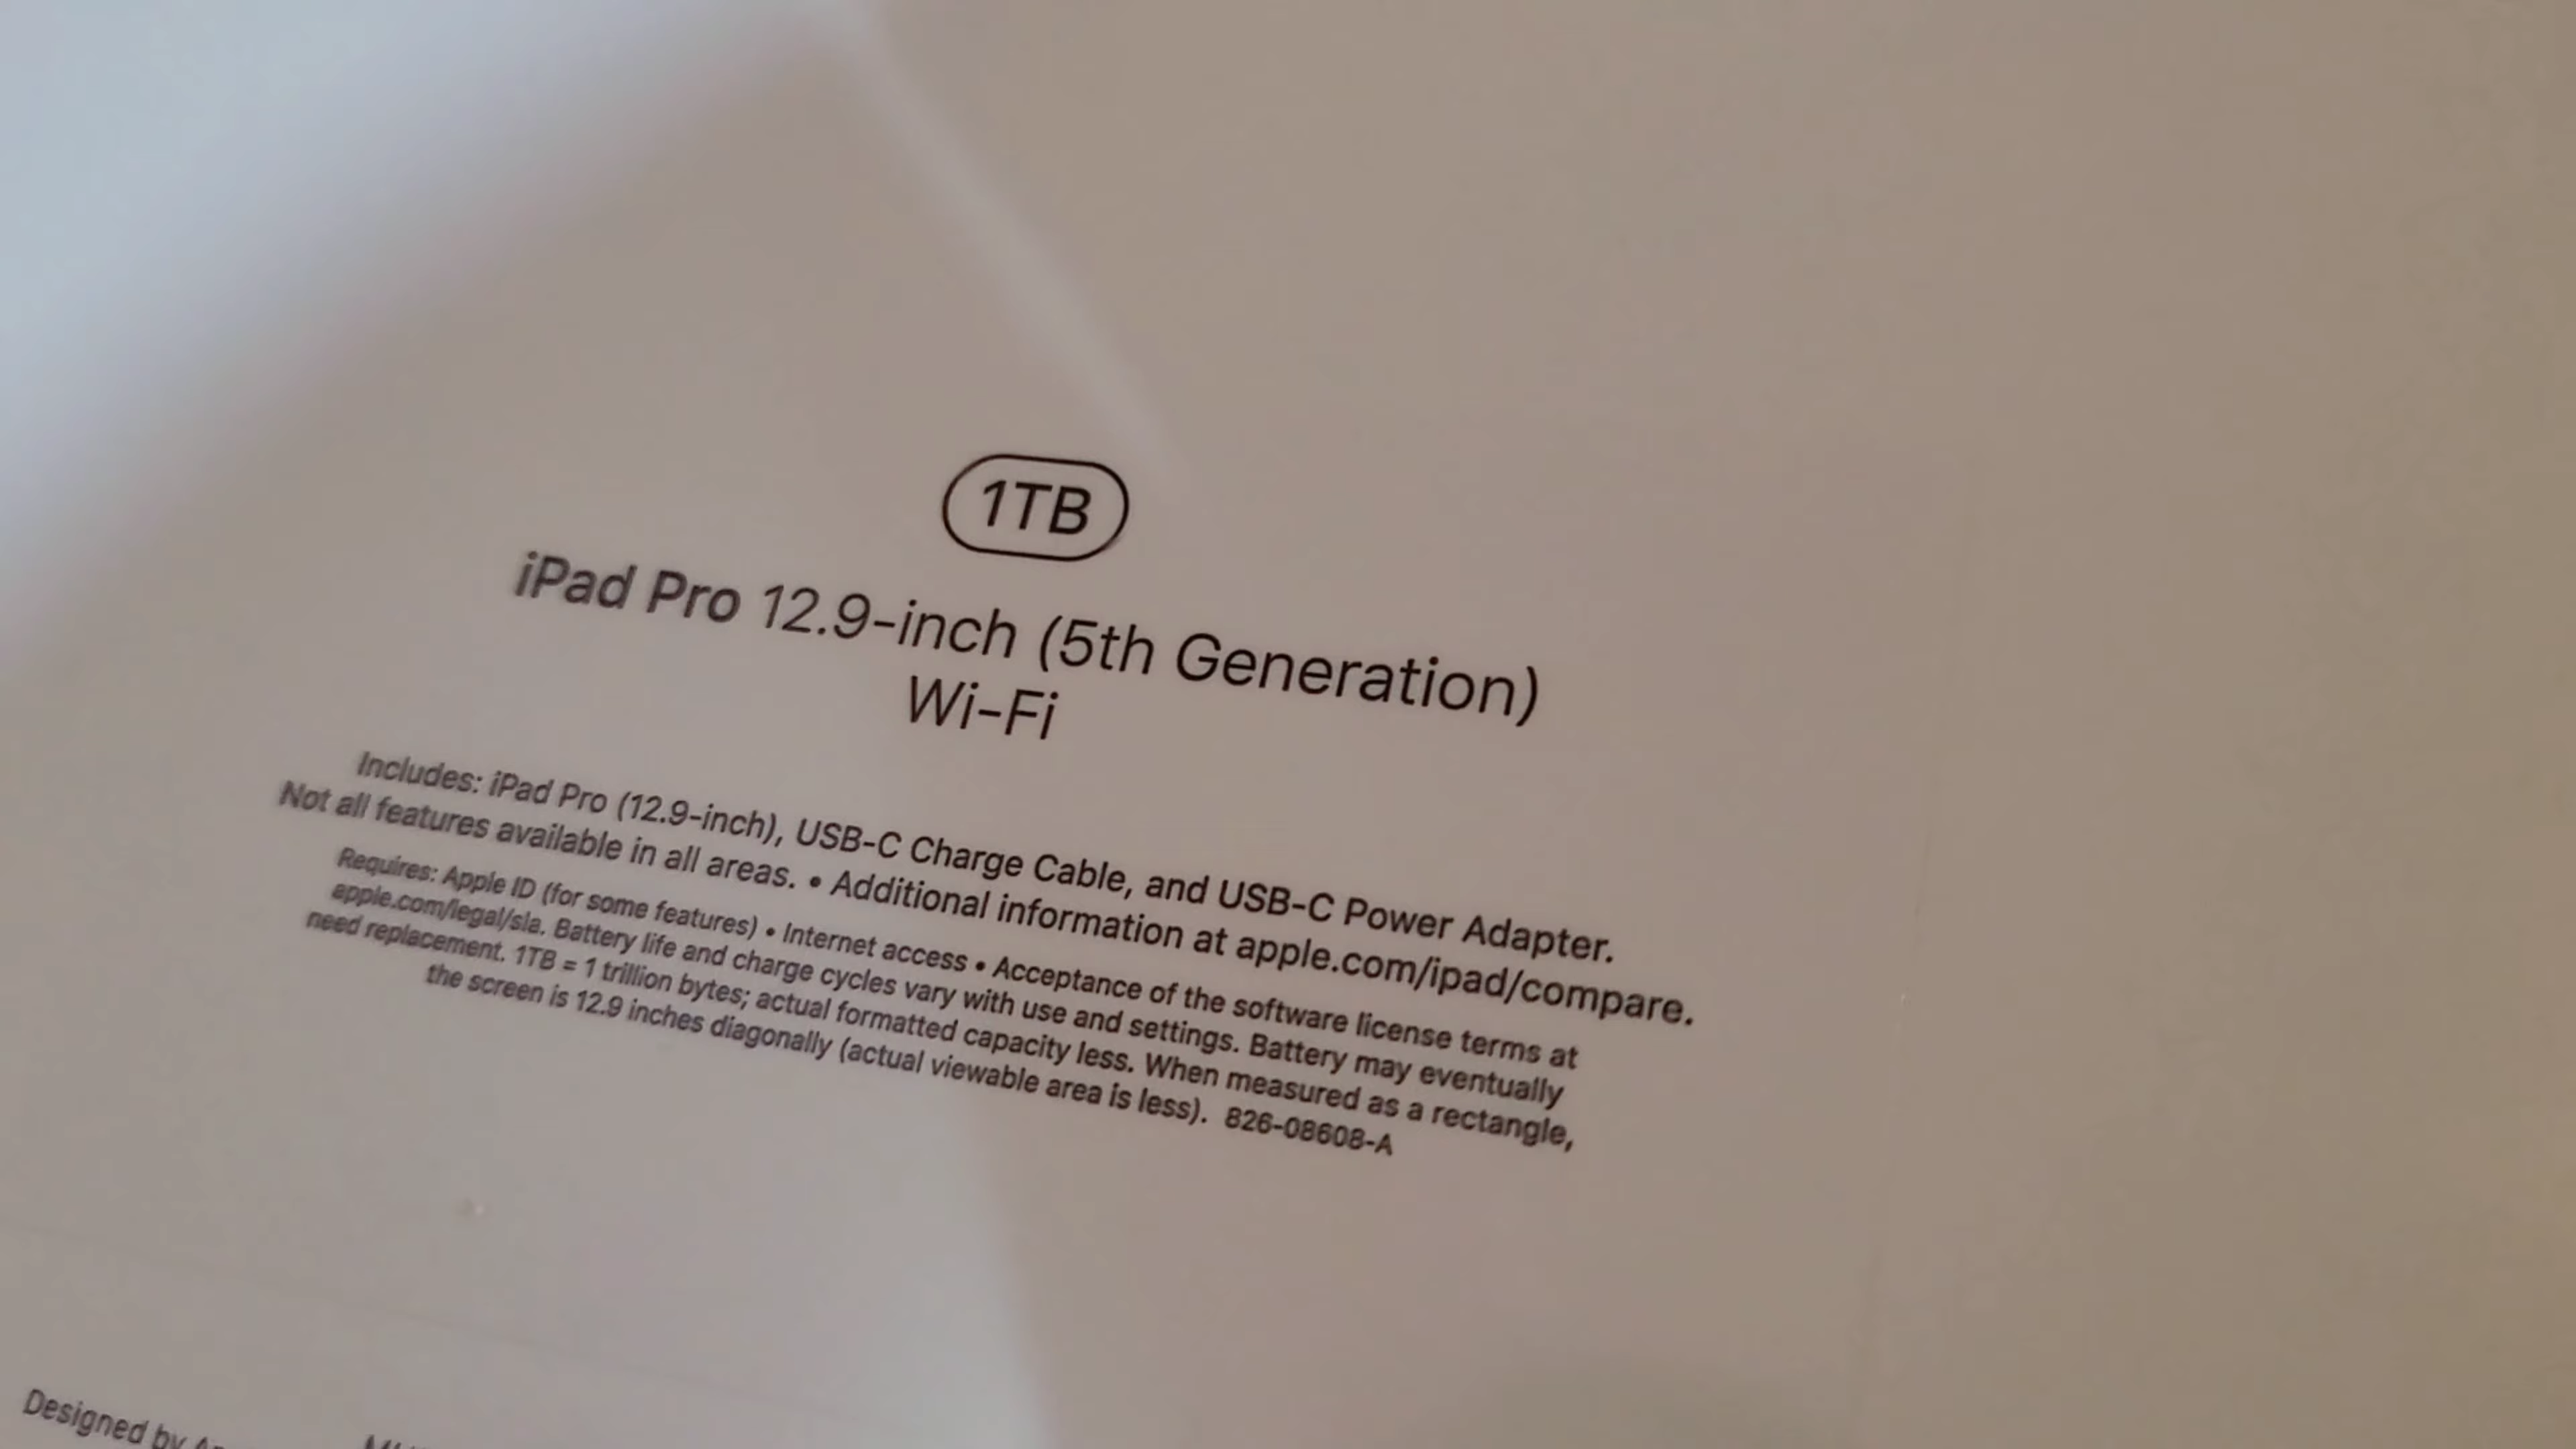 1TB
iPad Pro 12.9-inch (5th Generation)
Wi-Fi
Includes: iPad Pro (12.9-inch), USB-C Charge Cable, and USB-C Power Adapter.
Not all features available in all areas. • Additional information at apple.com/ipad/compare.
Requires: Apple ID (for some features) • Internet access • Acceptance of the software license terms at
apple.com/legal/sla. Battery life and charge cycles vary with use and settings. Battery may eventually
need replacement. 1TB = 1 trillion bytes; actual formatted capacity less. When measured as a rectangle,
the screen is 12.9 inches diagonally (actual viewable area is less). 826-08608-A
Designed by